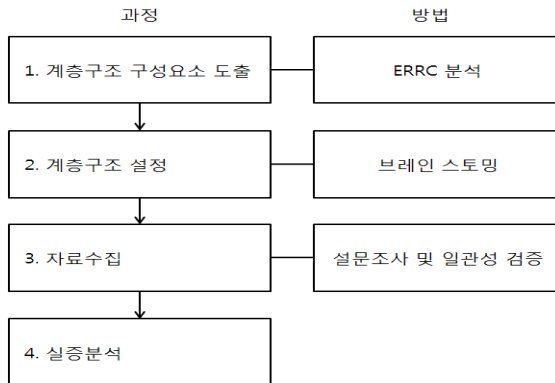 과정 방법
1. 계층구조 구성요소 도출 ERRC 분석
2. 계층구조 설정 브레인 스토밍
3. 자료수집 설문조사 및 일관성 검증
4. 실증분석